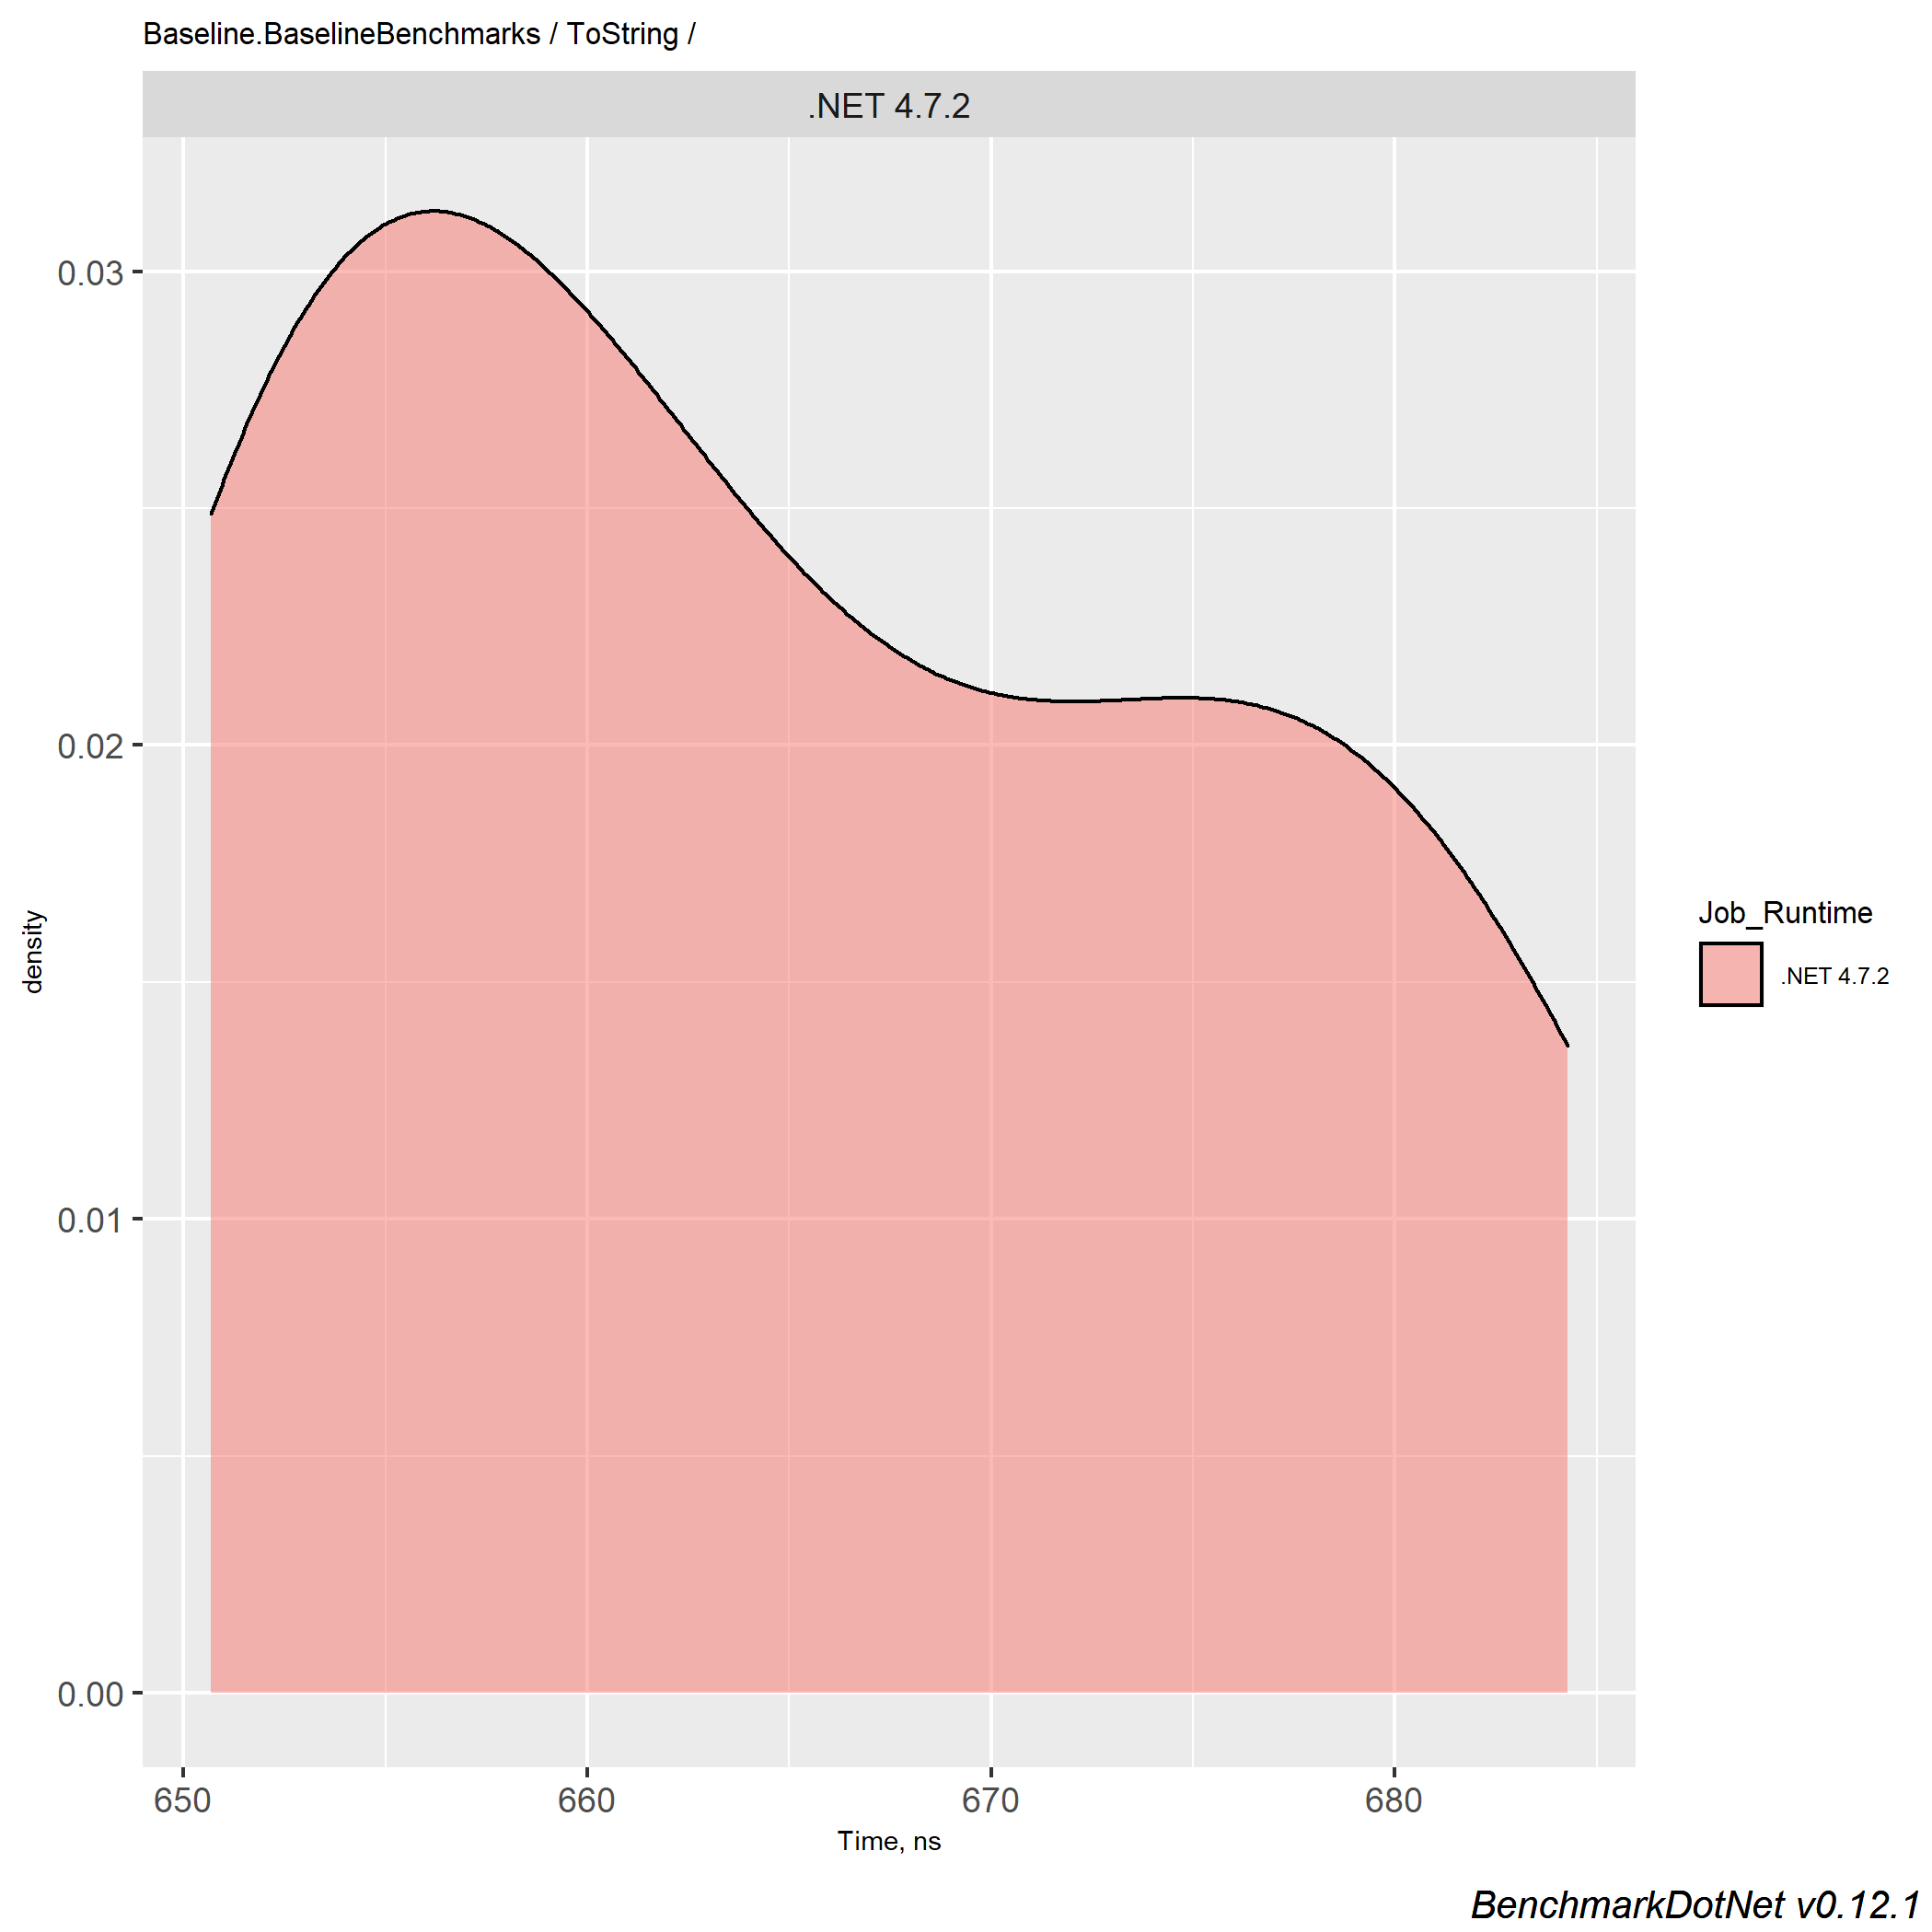 Baseline.BaselineBenchmarks / ToString /
.NET 4.7.2
0.03
0.02
0.01
0.00
density
650 660 670 680
Time, ns
Job_Runtime
.NET 4.7.2
BenchmarkDotNet v0.12.1